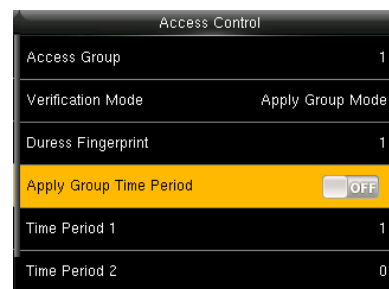 Access Control
Access Group 1
Verification Mode Apply Group Mode
Duress Fingerprint 1
Apply Group Time Period OFF
Time Period 1 1
Time Period 2 0